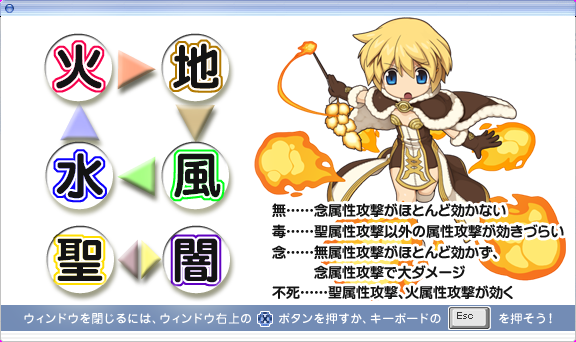 火 地
水 風
聖 闇
無……念属性攻撃がほとんど効かない
毒……聖属性攻撃以外の属性攻撃が効きづらい
念……無属性攻撃がほとんど効かず、
念属性攻撃で大ダメージ
不死……聖属性攻撃、火属性攻撃が効く
ウィンドウを閉じるには、ウィンドウ右上の ボタンを押すか、キーボードの Esc を押そう！